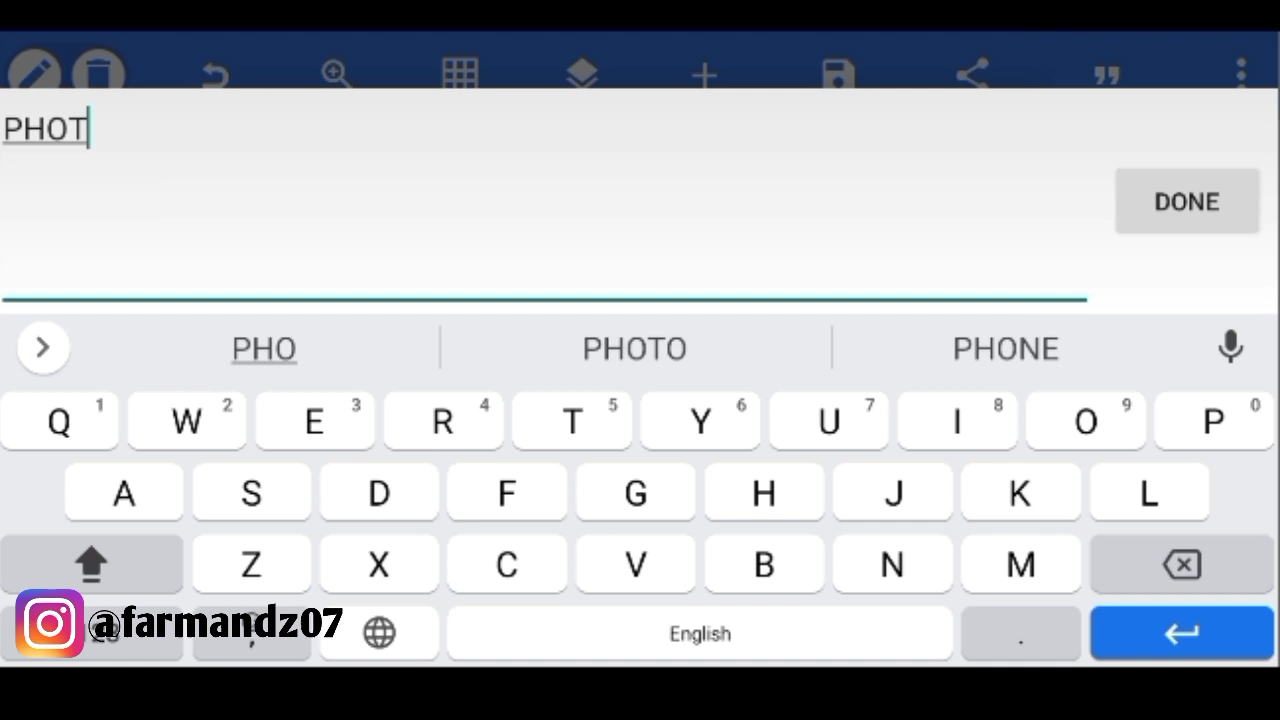 PHOT
DONE
PHO PHOTO PHONE
Q 1 W 2 E 3 R 4 T 5 Y 6 U 7 I 8 O 9 P 0
A S D F G H J K L
Z X C V B N M
@farmandz07 , English .